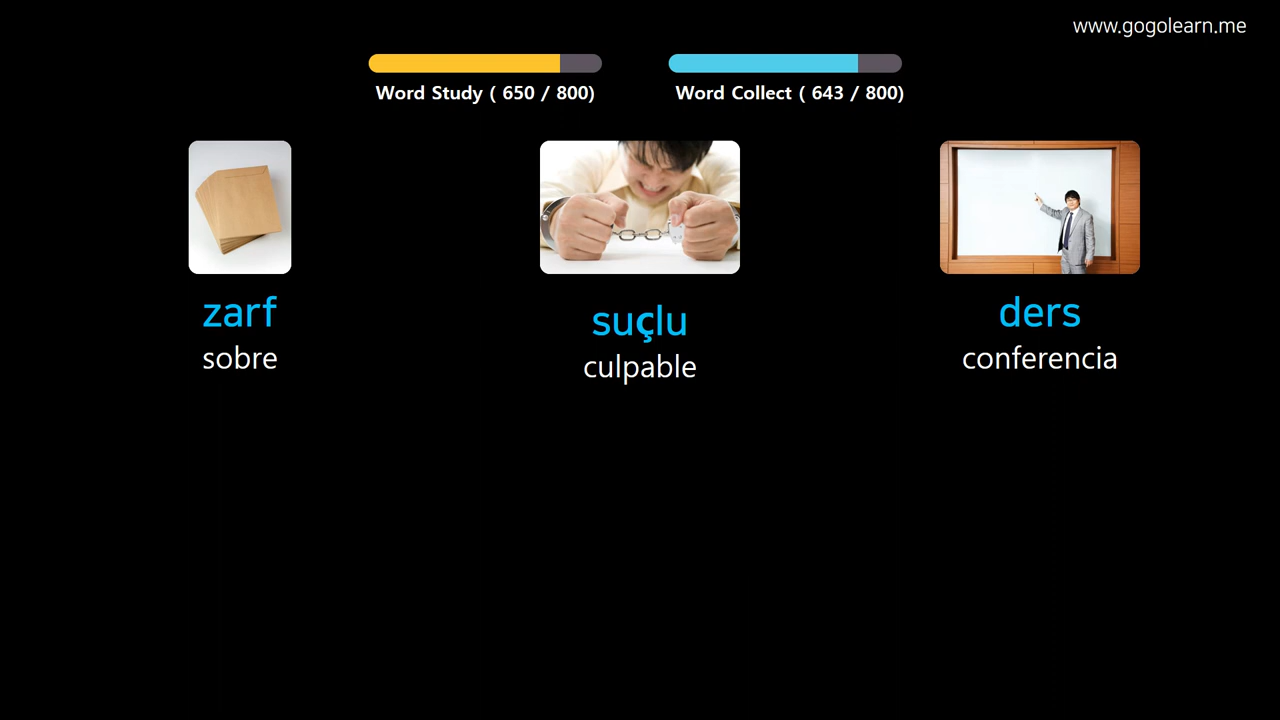 www.gogolearn.me
Word Study ( 650 / 800)
Word Collect ( 643 / 800)
zarf
sobre
suçlu
culpable
ders
conferencia